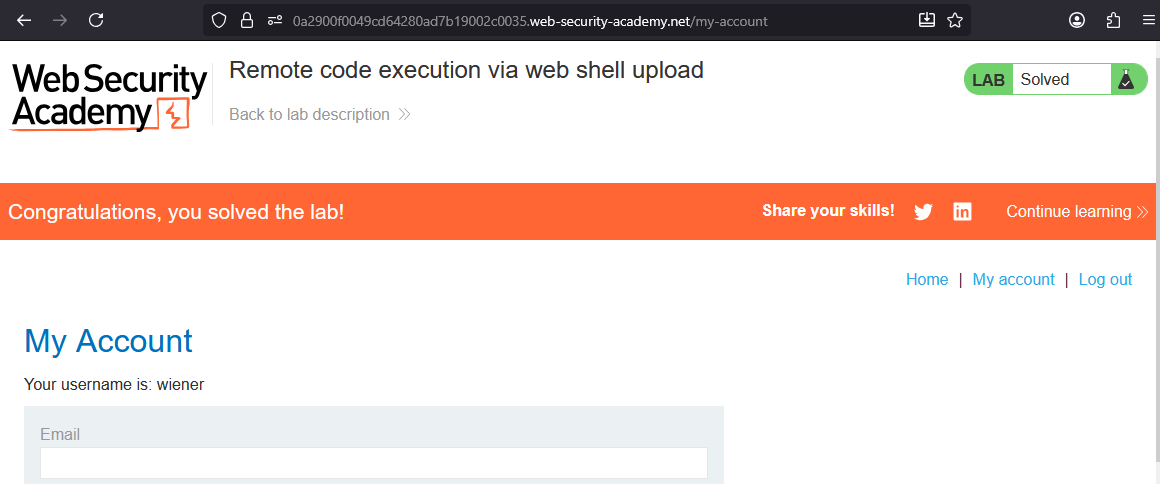 0a2900f0049cd64280ad7b19002c0035.web-security-academy.net/my-account
Web Security
Academy
Remote code execution via web shell upload
Back to lab description
LAB Solved
Congratulations, you solved the lab!
Share your skills!
Continue learning
Home | My account | Log out
My Account
Your username is: wiener
Email